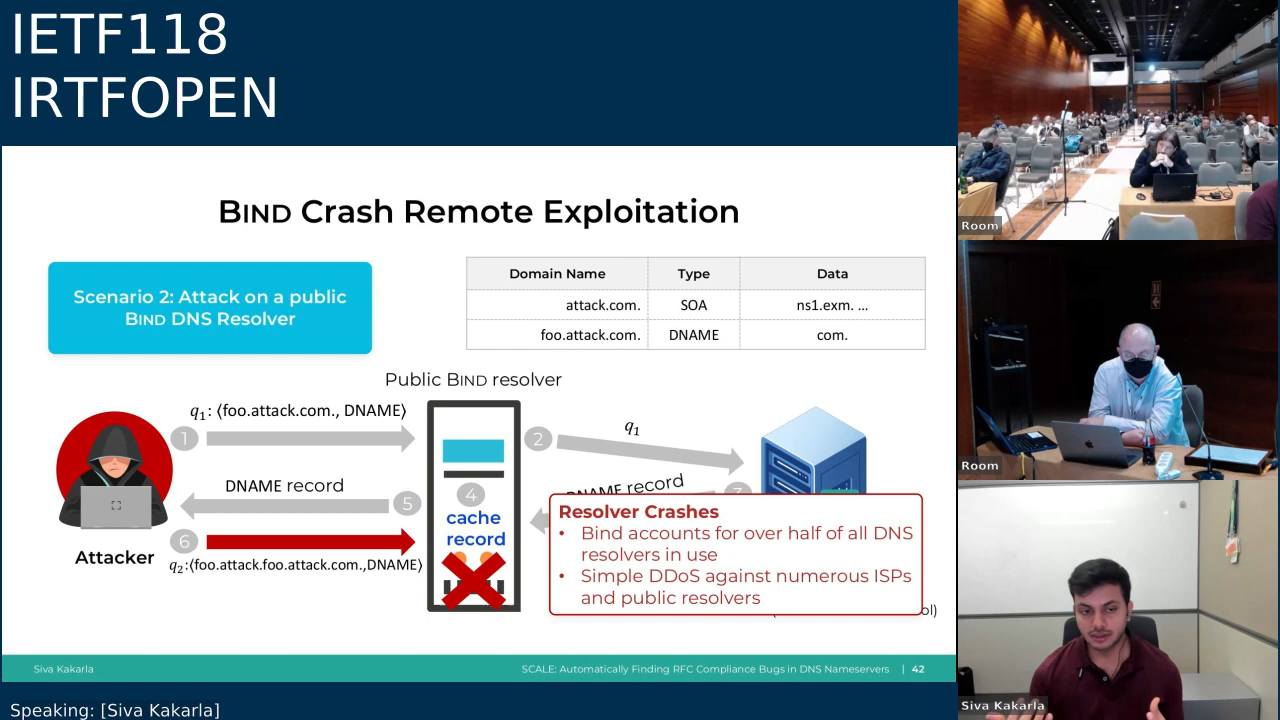 IETF118
IRTFOPEN
BIND Crash Remote Exploitation
Scenario 2: Attack on a public
BIND DNS Resolver
Domain Name Type Data
attack.com. SOA ns1.exm. ...
foo.attack.com. DNAME com.
Public BIND resolver
q1: ⟨foo.attack.com., DNAME⟩
1
2
q1
DNAME record
3
DNAME record
5
4
cache
record
6
Attacker
q2:⟨foo.attack.foo.attack.com.,DNAME⟩
Resolver Crashes
• Bind accounts for over half of all DNS
resolvers in use
• Simple DDoS against numerous ISPs
and public resolvers
Siva Kakarla
SCALE: Automatically Finding RFC Compliance Bugs in DNS Nameservers | 42
Speaking: [Siva Kakarla]
Room
Room
Siva Kakarla